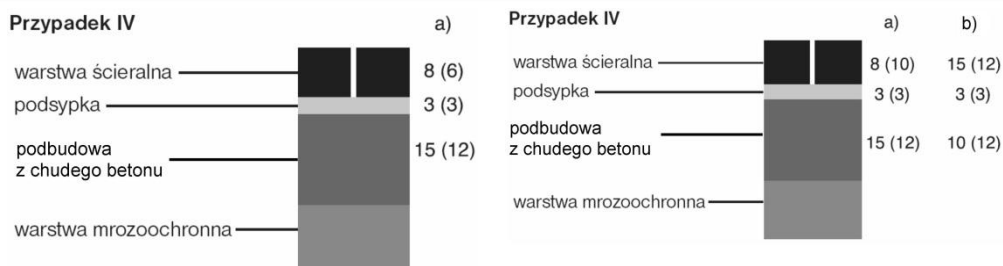 Przypadek IV a)
warstwa ścieralna 8 (6)
podsypka 3 (3)
podbudowa 15 (12)
z chudego betonu
warstwa mrozoochronna
Przypadek IV a) b)
warstwa ścieralna 8 (10) 15 (12)
podsypka 3 (3) 3 (3)
podbudowa
z chudego betonu 15 (12) 10 (12)
warstwa mrozoochronna